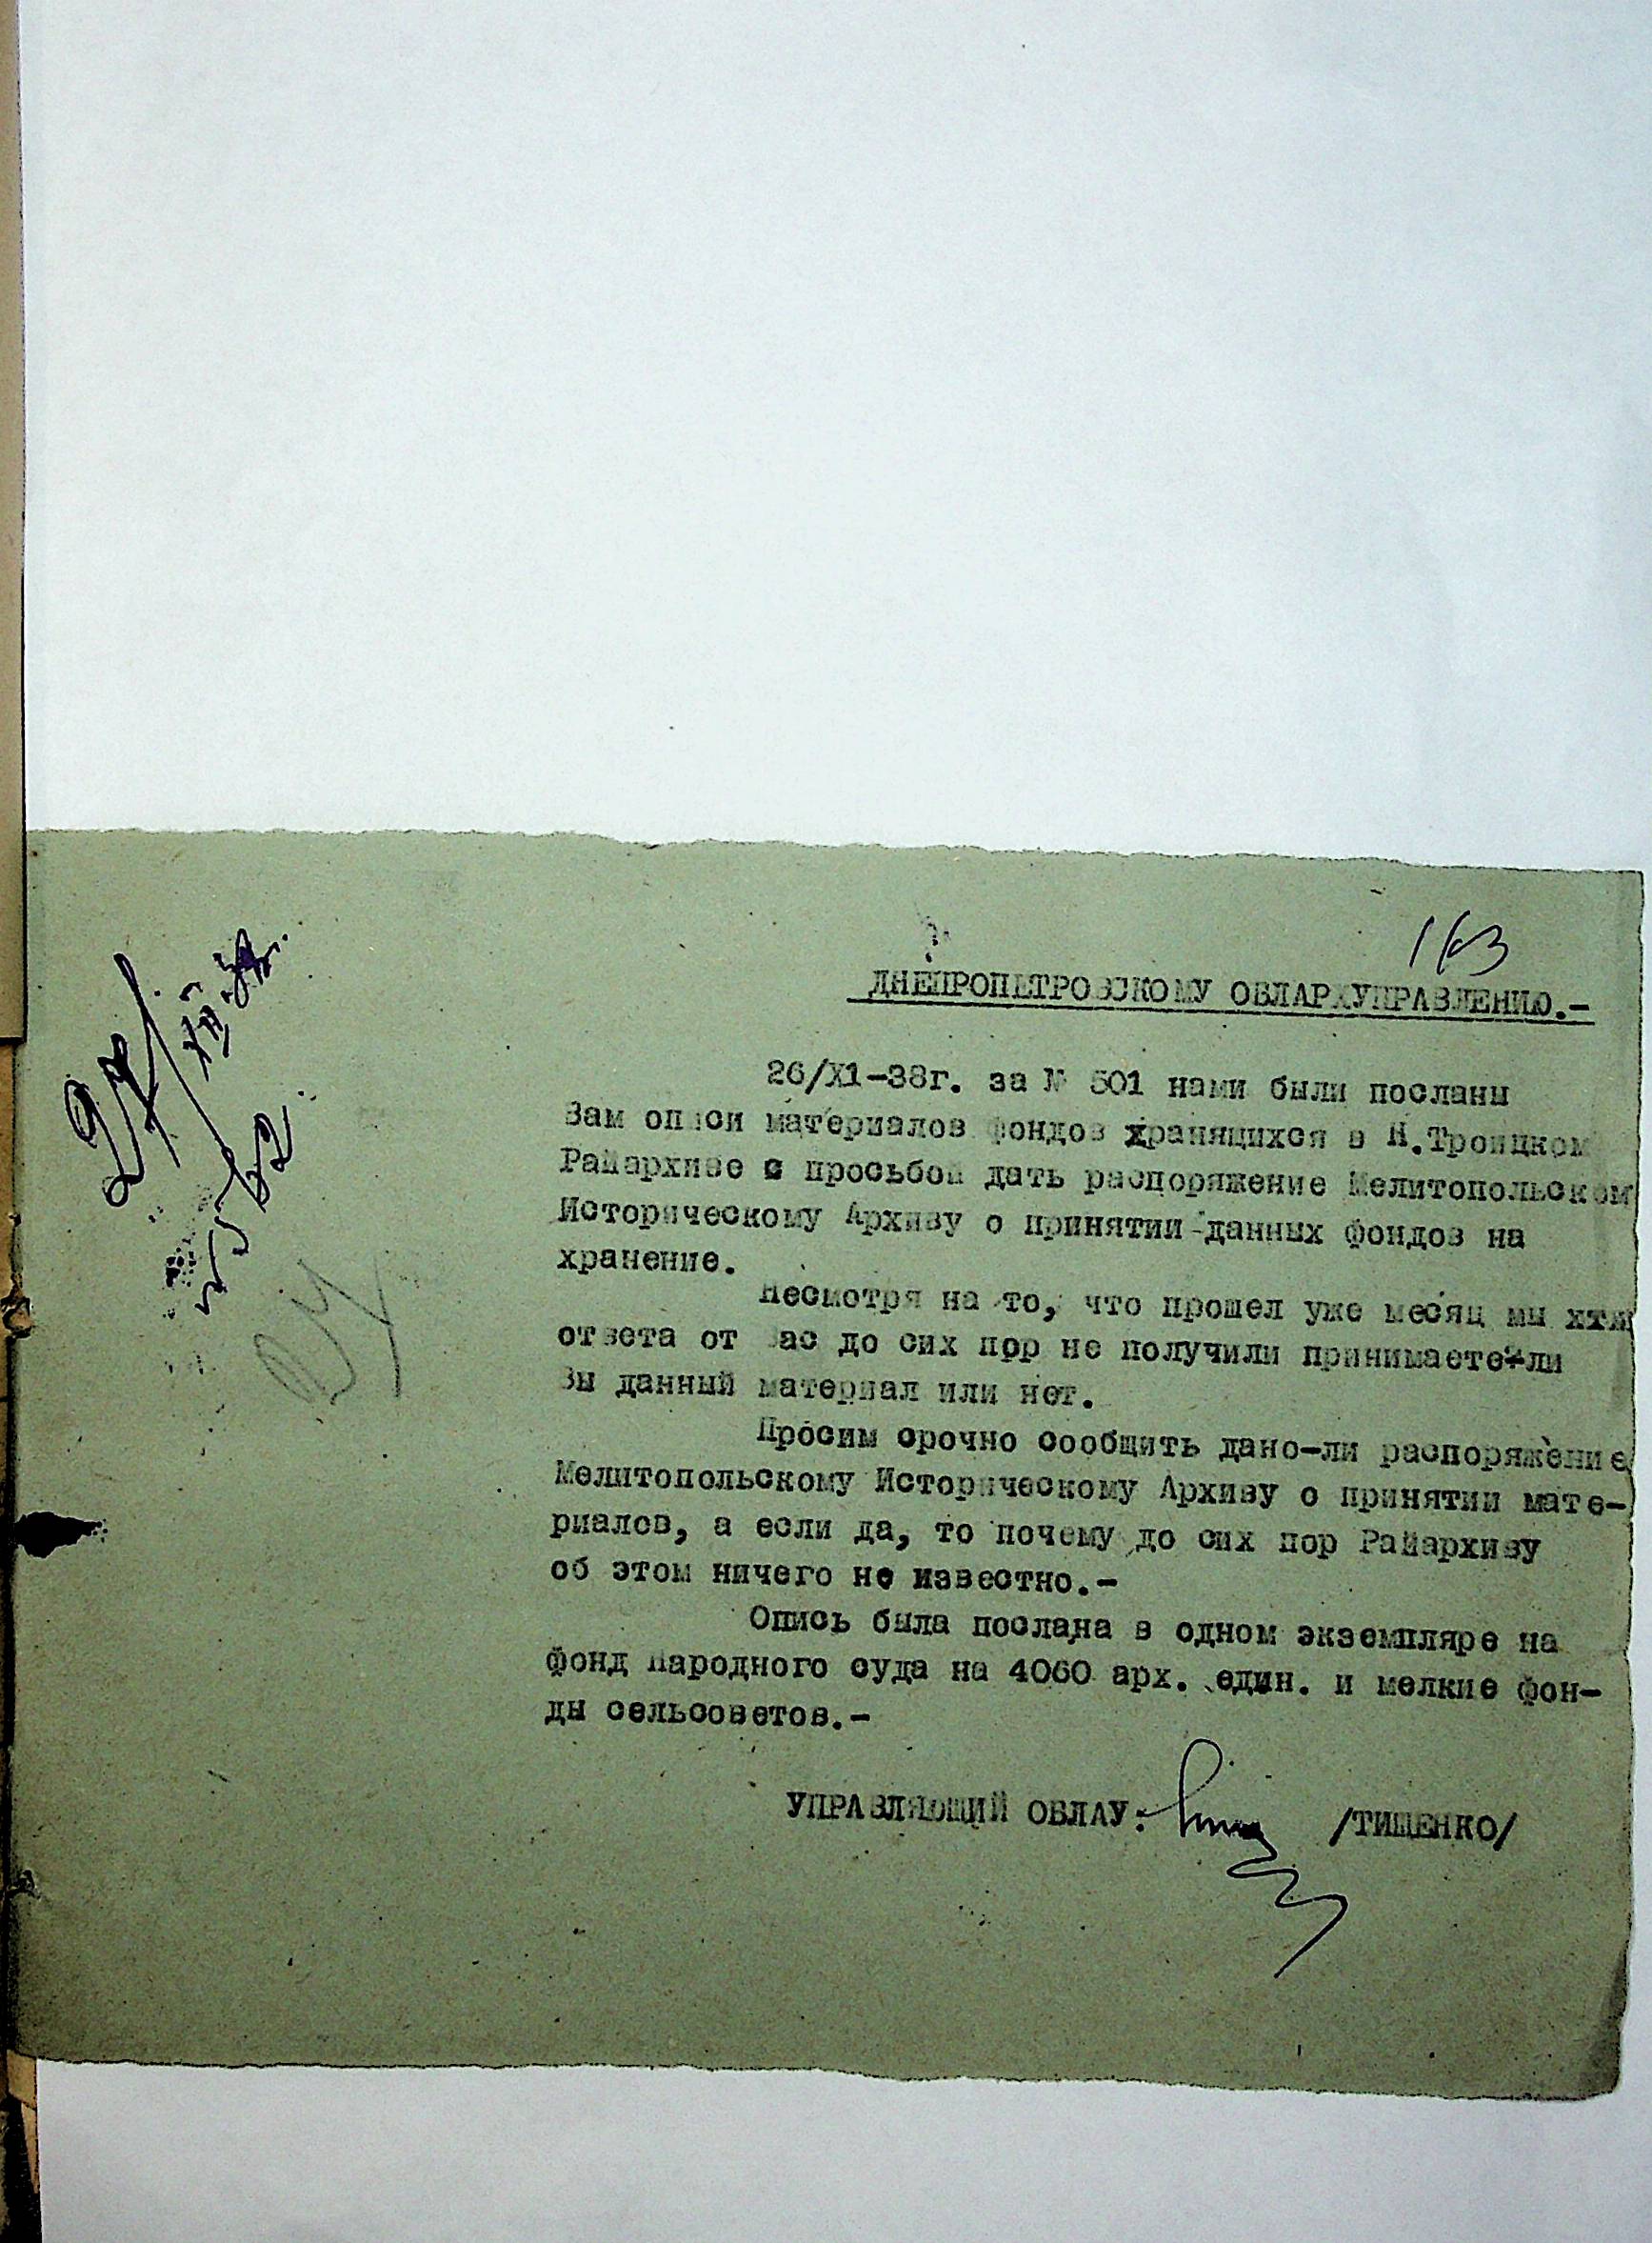 163
ДНЕПРОПЕТРОВСКОМУ ОБЛАРХУПРАВЛЕНИЮ.-
26/XI-38г. за № 501 нами были посланы
Вам описи материалов фондов хранящихся в Н.Троицком
Райархиве с просьбой дать распоряжение Мелитопольском
Историческому Архиву о принятии данных фондов на
хранение.
Несмотря на то, что прошел уже месяц мы
ответа от Вас до сих пор не получили принимаете-ли
Вы данный материал или нет.
Просим срочно сообщить дано-ли распоряжение
Мелитопольскому Историческому Архиву о принятии мате-
риалов, а если да, то почему до сих пор Райархиву
об этом ничего не известно.-
Опись была послана в одном экземпляре на
фонд Народного суда на 4060 арх. един. и мелкие фон-
ды сельсоветов.-
УПРАВЛЯЮЩИЙ ОБЛАУ: /ТИЩЕНКО/